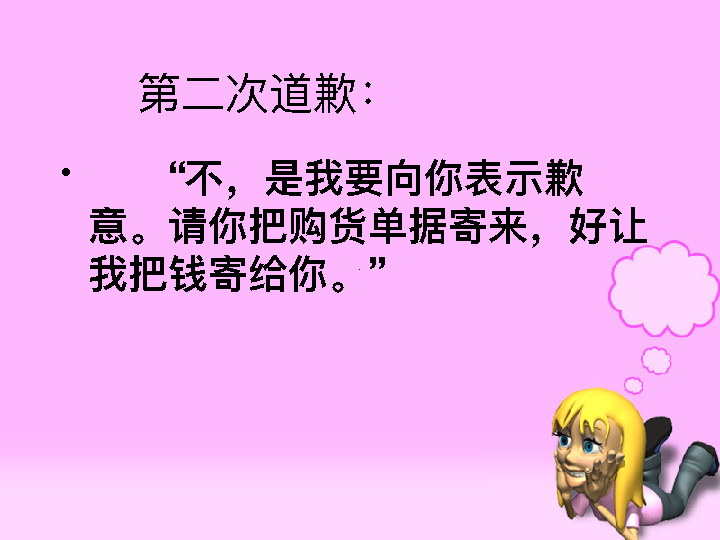 第二次道歉：
• “不，是我要向你表示歉
意。请你把购货单据寄来，好让
我把钱寄给你。”